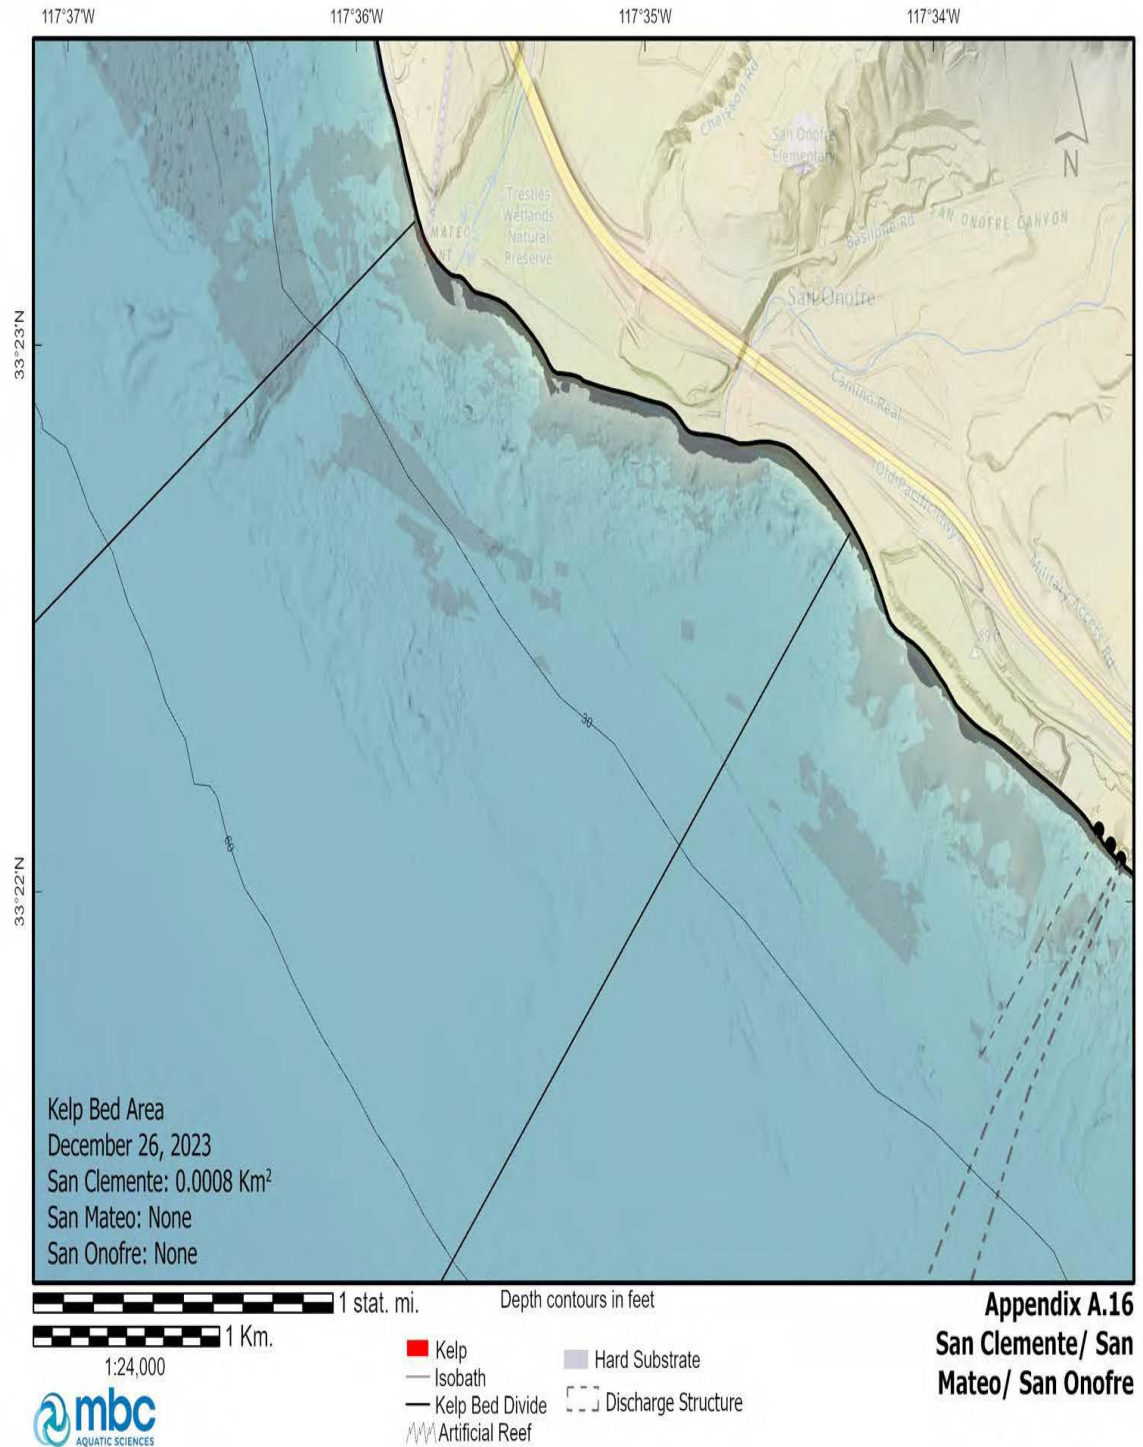 117°37'W 117°36'W 117°35'W 117°34'W
Chaisson Rd
San Onofre
Elementary
N
Trestles
Wetlands
Natural
Preserve
MATEO
NT
Basilone Rd
SAN ONOFRE CANYON
San Onofre
33°23'N
Camino Real
Old Pacific Hwy
Military Access Rd
30
60
33°22'N
Kelp Bed Area
December 26, 2023
San Clemente: 0.0008 Km²
San Mateo: None
San Onofre: None
1 stat. mi.
1 Km.
1:24,000
mbc
AQUATIC SCIENCES
Depth contours in feet
Kelp
Isobath
Kelp Bed Divide
Artificial Reef
Hard Substrate
Discharge Structure
Appendix A.16
San Clemente/ San
Mateo/ San Onofre